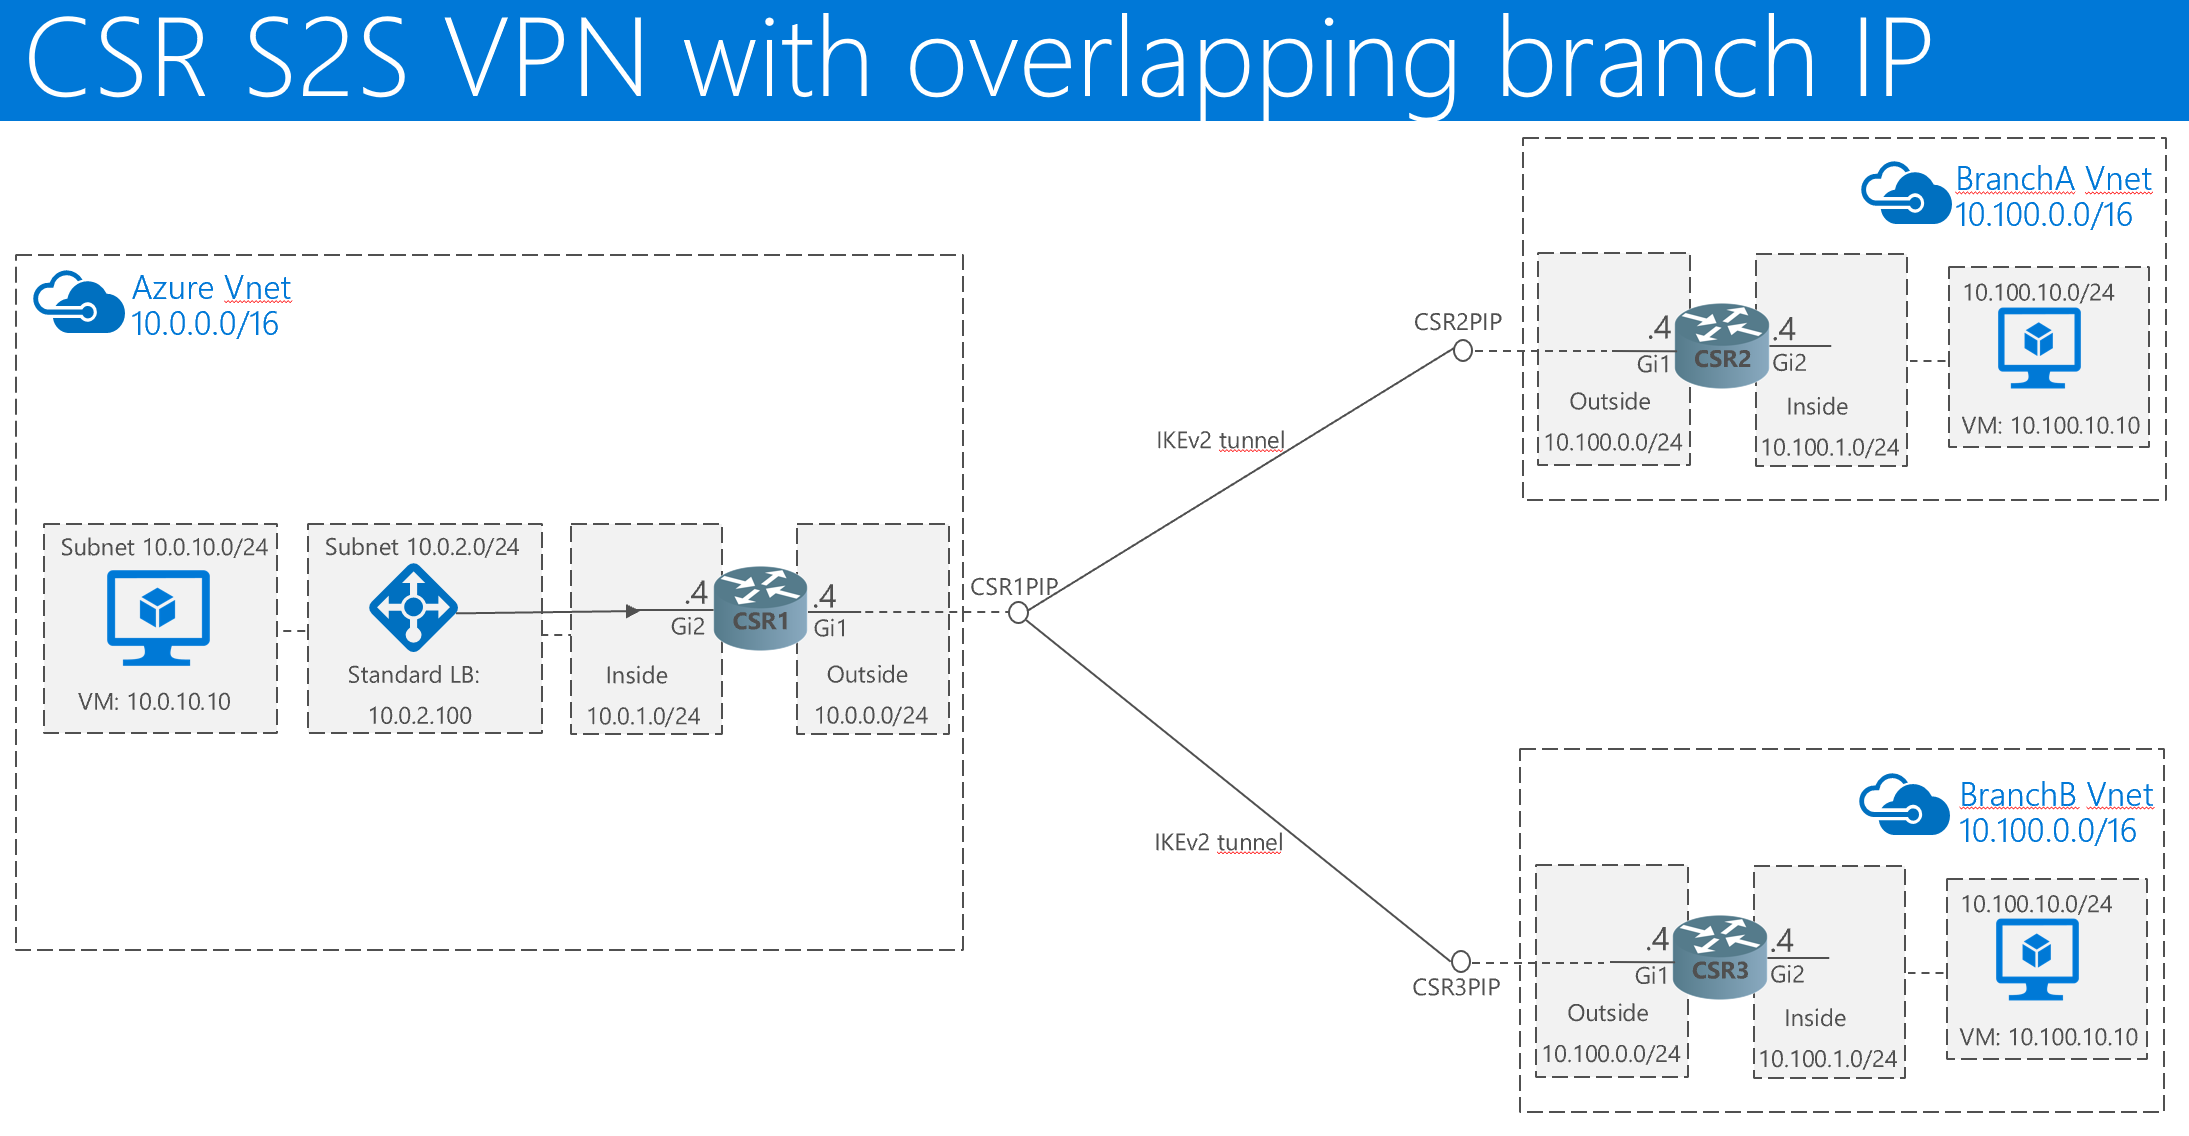 CSR S2S VPN with overlapping branch IP
Azure Vnet
10.0.0.0/16
Subnet 10.0.10.0/24
VM: 10.0.10.10
Subnet 10.0.2.0/24
Standard LB:
10.0.2.100
.4
Gi2
Inside
10.0.1.0/24
CSR1
.4
Gi1
Outside
10.0.0.0/24
CSR1PIP
IKEv2 tunnel
IKEv2 tunnel
CSR2PIP
BranchA Vnet
10.100.0.0/16
.4
Gi1
Outside
10.100.0.0/24
CSR2
.4
Gi2
Inside
10.100.1.0/24
10.100.10.0/24
VM: 10.100.10.10
CSR3PIP
BranchB Vnet
10.100.0.0/16
.4
Gi1
Outside
10.100.0.0/24
CSR3
.4
Gi2
Inside
10.100.1.0/24
10.100.10.0/24
VM: 10.100.10.10